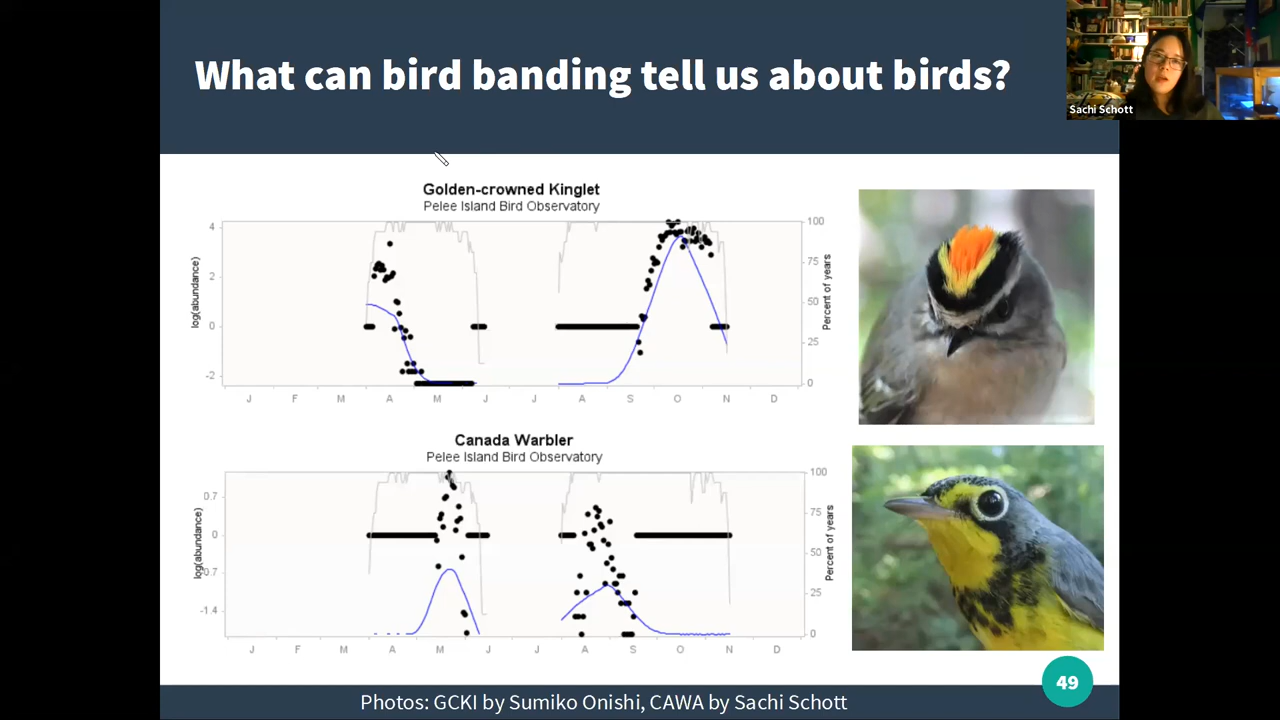 What can bird banding tell us about birds?
Sachi Schott
Golden-crowned Kinglet
Pelee Island Bird Observatory
log(abundance)
4
2
0
-2
100
75
50
25
0
Percent of years
J F M A M J J A S O N D
Canada Warbler
Pelee Island Bird Observatory
log(abundance)
0.7
0
-0.7
-1.4
100
75
50
25
0
Percent of years
J F M A M J J A S O N D
49
Photos: GCKI by Sumiko Onishi, CAWA by Sachi Schott